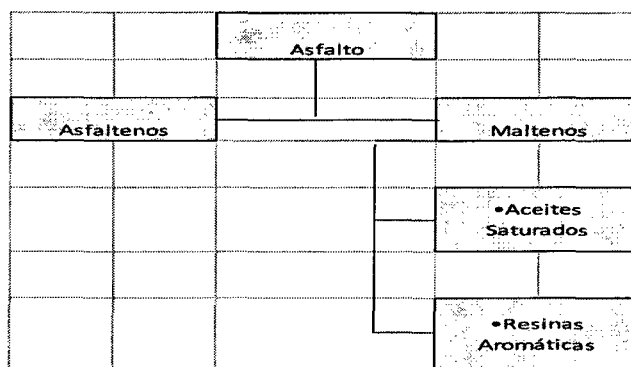 Asfalto
Asfaltenos
Maltenos
•Aceites
Saturados
•Resinas
Aromáticas